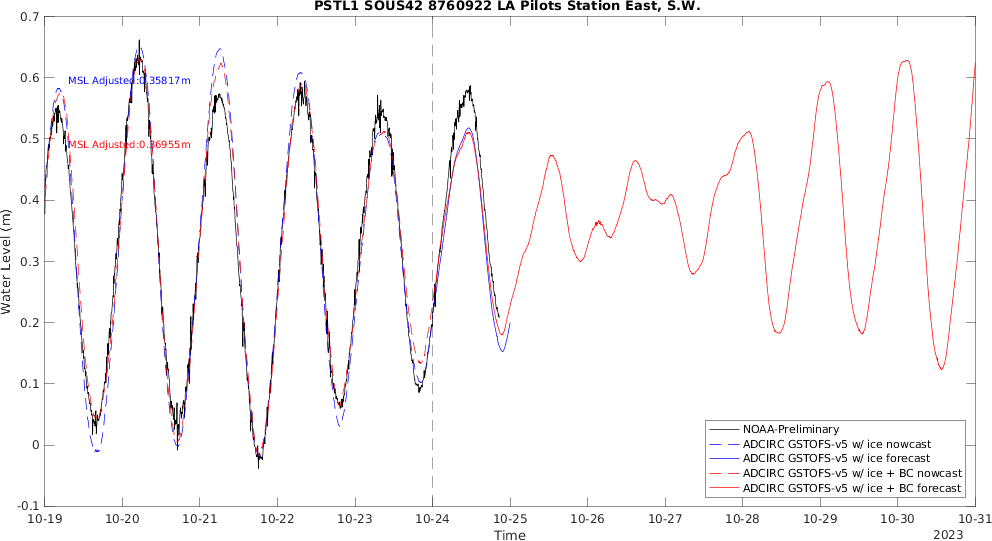 PSTL1 SOUS42 8760922 LA Pilots Station East, S.W.
0.7
0.6
0.5
0.4
0.3
0.2
0.1
0
-0.1
Water Level (m)
MSL Adjusted:0.35817m
MSL Adjusted:0.36955m
NOAA-Preliminary
ADCIRC GSTOFS-v5 w/ ice nowcast
ADCIRC GSTOFS-v5 w/ ice forecast
ADCIRC GSTOFS-v5 w/ ice + BC nowcast
ADCIRC GSTOFS-v5 w/ ice + BC forecast
10-19 10-20 10-21 10-22 10-23 10-24 10-25 10-26 10-27 10-28 10-29 10-30 10-31
Time
2023